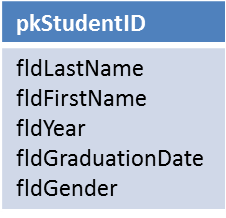 pkStudentID
fldLastName
fldFirstName
fldYear
fldGraduationDate
fldGender